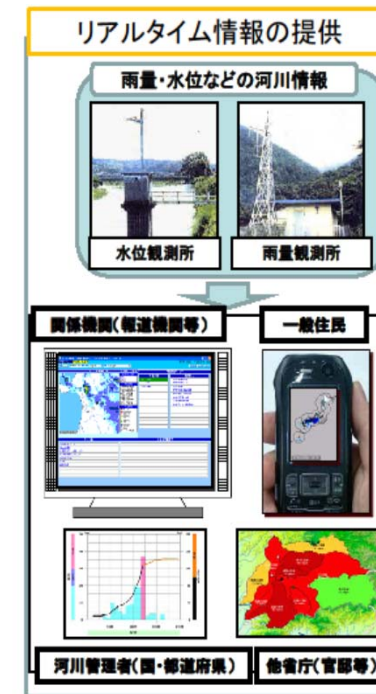 リアルタイム情報の提供
雨量・水位などの河川情報
水位観測所
雨量観測所
関係機関(報道機関等)
一般住民
河川管理者(国・都道府県)
他省庁(官邸等)